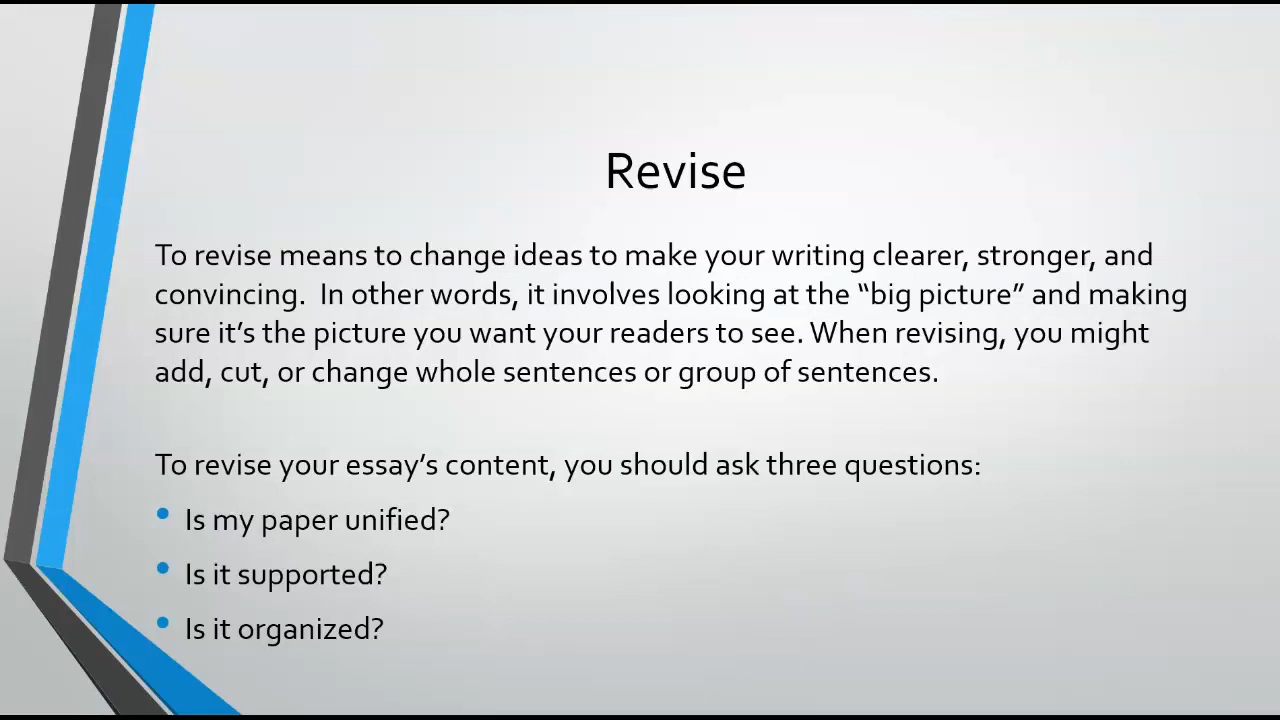 Revise
To revise means to change ideas to make your writing clearer, stronger, and
convincing.  In other words, it involves looking at the “big picture” and making
sure it’s the picture you want your readers to see. When revising, you might
add, cut, or change whole sentences or group of sentences.
To revise your essay’s content, you should ask three questions:
• Is my paper unified?
• Is it supported?
• Is it organized?